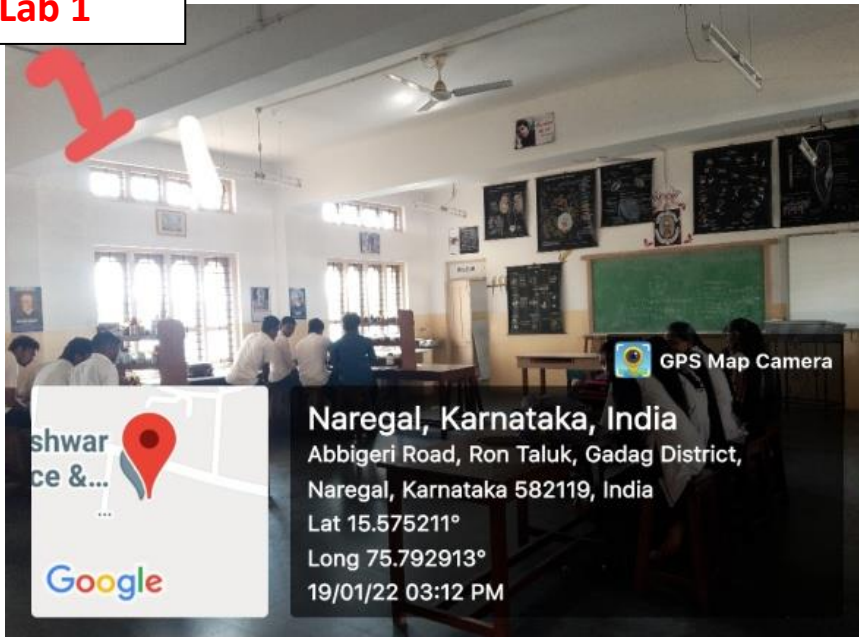 Lab 1
1
GPS Map Camera
shwar
ce &...
...
Google
Naregal, Karnataka, India
Abbigeri Road, Ron Taluk, Gadag District,
Naregal, Karnataka 582119, India
Lat 15.575211°
Long 75.792913°
19/01/22 03:12 PM